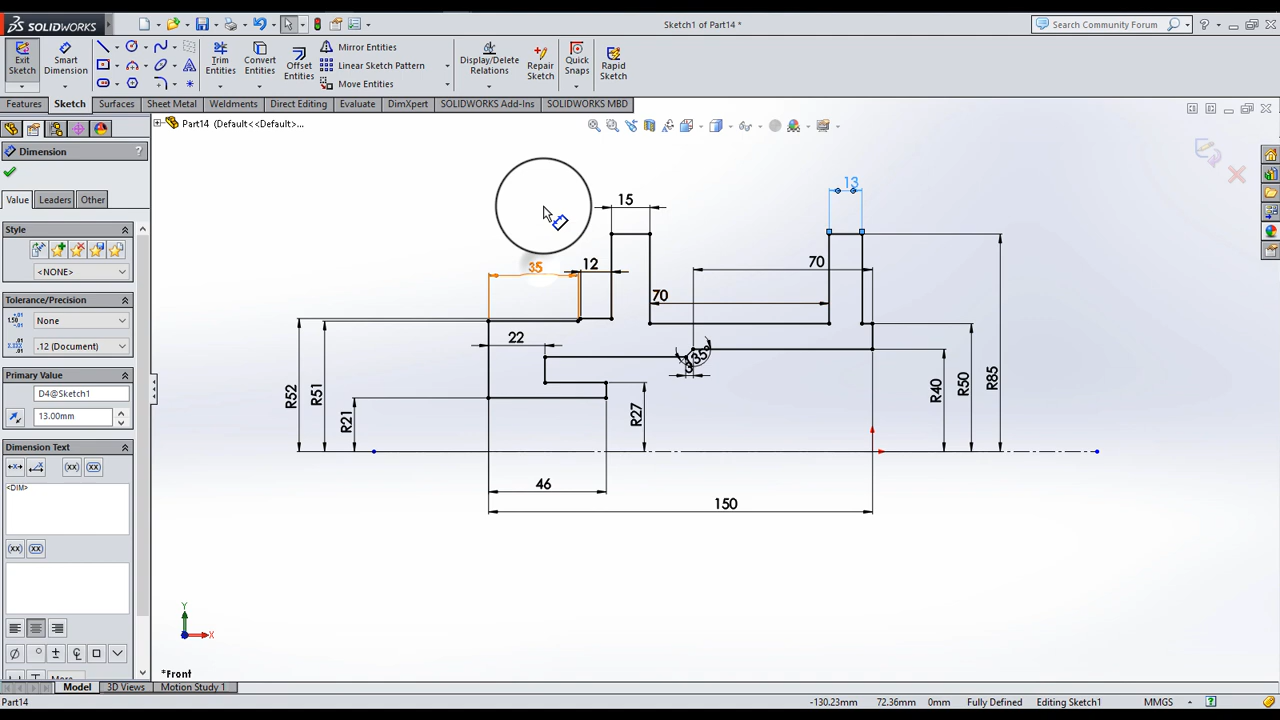 SOLIDWORKS
Sketch1 of Part14 *
Search Community Forum
Exit Sketch
Smart Dimension
Trim Entities
Convert Entities
Offset Entities
Mirror Entities
Linear Sketch Pattern
Move Entities
Display/Delete Relations
Repair Sketch
Quick Snaps
Rapid Sketch
Features
Sketch
Surfaces
Sheet Metal
Weldments
Direct Editing
Evaluate
DimXpert
SOLIDWORKS Add-Ins
SOLIDWORKS MBD
Part14 (Default<<Default>...
Dimension
?
Value
Leaders
Other
Style
<NONE>
Tolerance/Precision
None
.12 (Document)
Primary Value
D4@Sketch1
13.00mm
Dimension Text
<DIM>
13
15
12
35
70
70
22
R52
R51
R21
R27
R40
R50
R85
46
150
Y
X
*Front
Model
3D Views
Motion Study 1
Part14
-130.23mm
72.36mm
0mm
Fully Defined
Editing Sketch1
MMGS